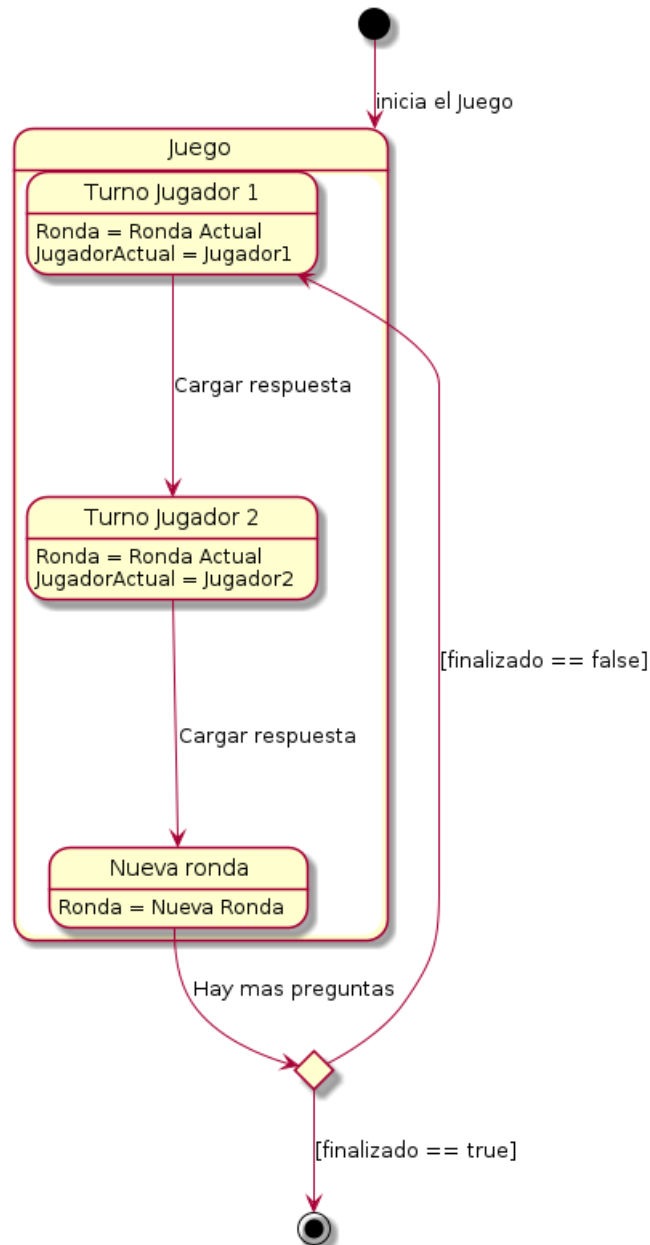 inicia el Juego
Juego
Turno Jugador 1
Ronda = Ronda Actual
JugadorActual = Jugador1
Cargar respuesta
Turno Jugador 2
Ronda = Ronda Actual
JugadorActual = Jugador2
[finalizado == false]
Cargar respuesta
Nueva ronda
Ronda = Nueva Ronda
Hay mas preguntas
[finalizado == true]